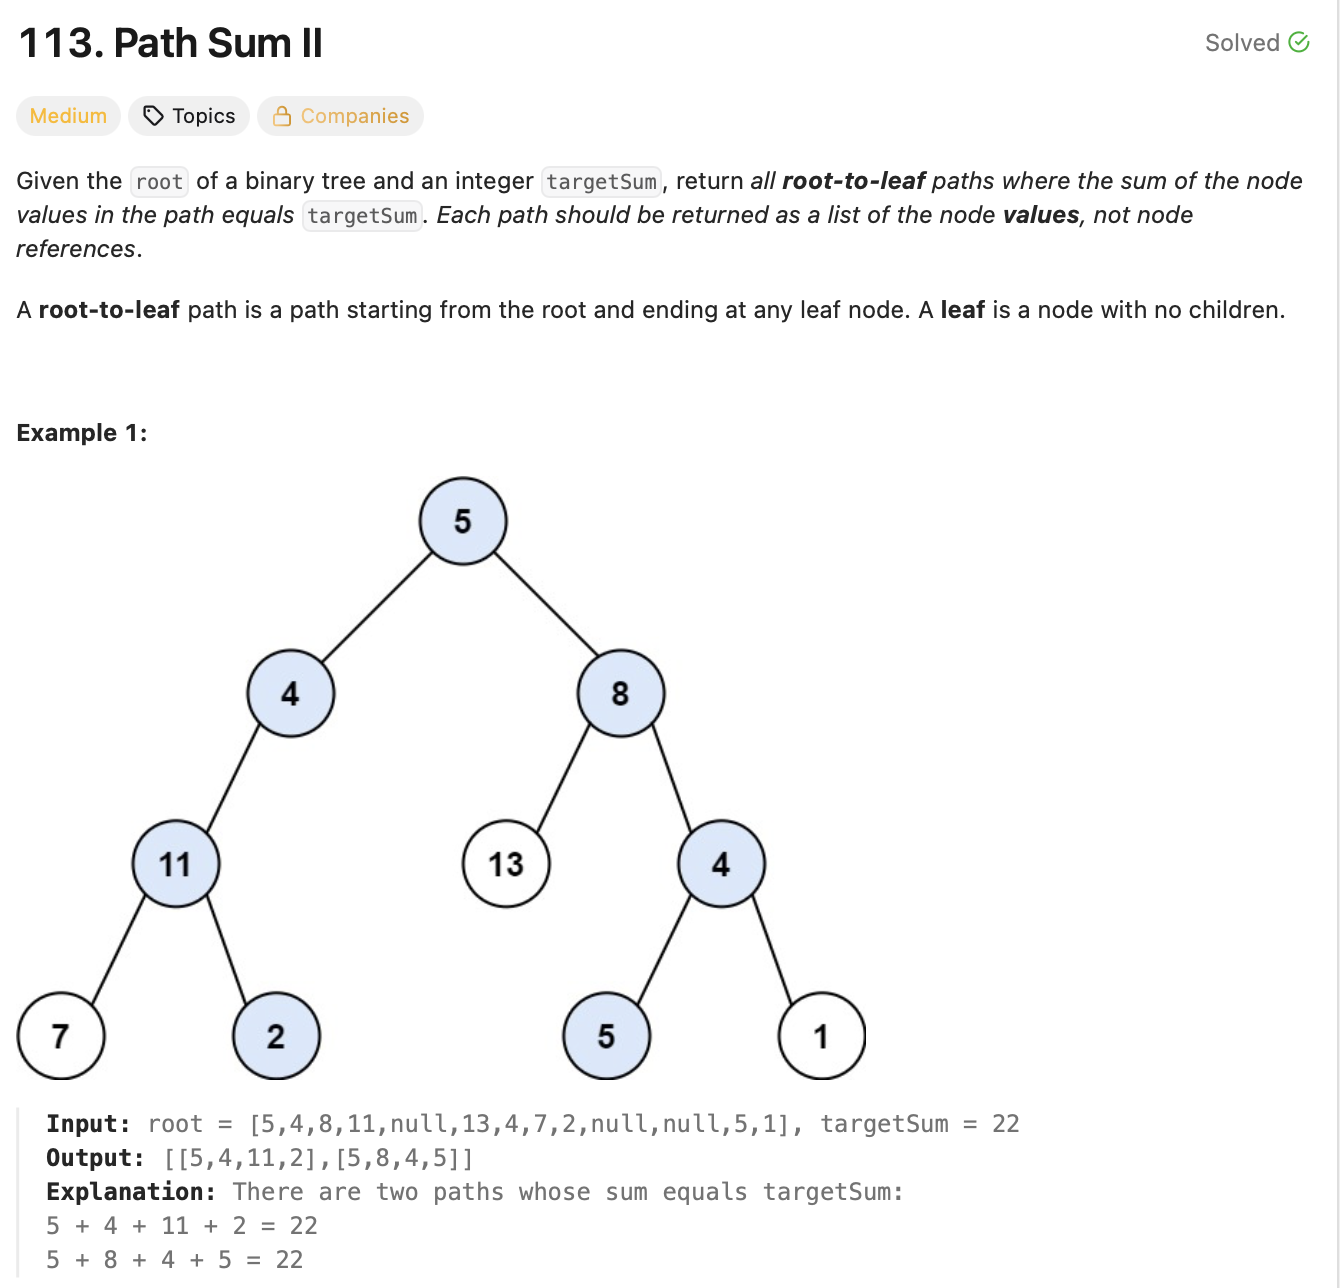 113. Path Sum II
Solved
Medium Topics Companies
Given the root of a binary tree and an integer targetSum, return all root-to-leaf paths where the sum of the node
values in the path equals targetSum. Each path should be returned as a list of the node values, not node
references.
A root-to-leaf path is a path starting from the root and ending at any leaf node. A leaf is a node with no children.
Example 1:
5
4 8
11 13 4
7 2 5 1
Input: root = [5,4,8,11,null,13,4,7,2,null,null,5,1], targetSum = 22
Output: [[5,4,11,2],[5,8,4,5]]
Explanation: There are two paths whose sum equals targetSum:
5 + 4 + 11 + 2 = 22
5 + 8 + 4 + 5 = 22